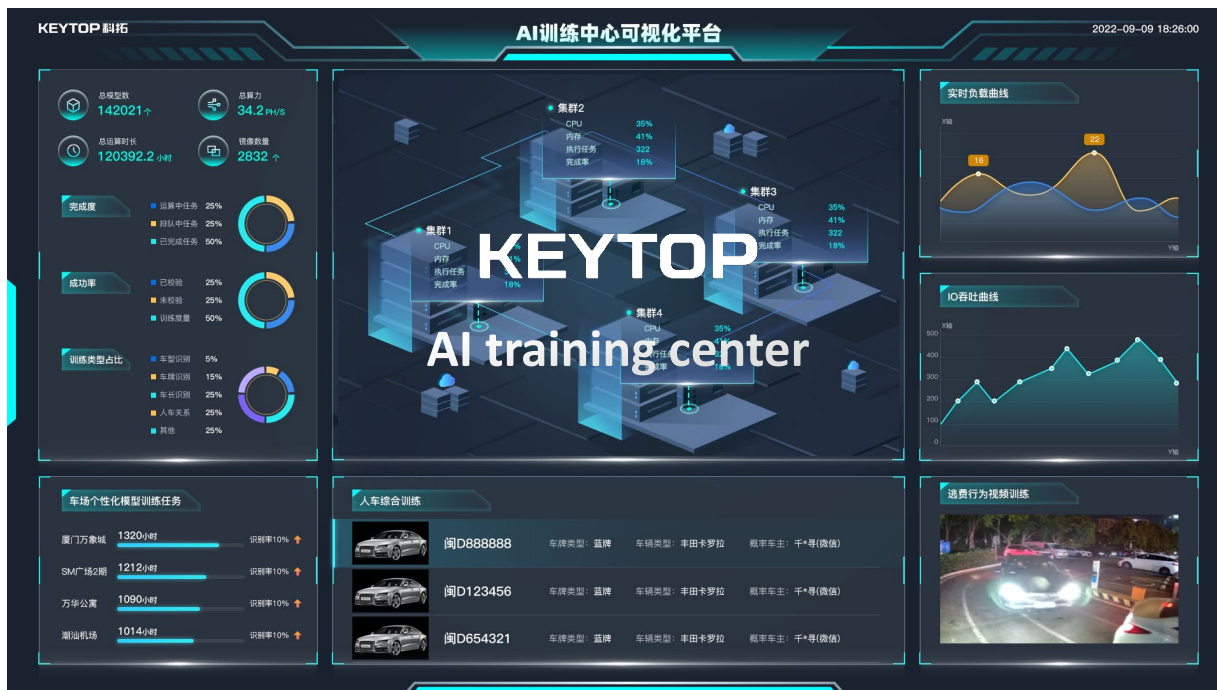 KEYTOP科拓
AI训练中心可视化平台
2022-09-09 18:26:00
总模型数
142021个
总算力
34.2PH/S
总运算时长
120392.2小时
镜像数量
2832个
完成度
运算中任务 25%
排队中任务 25%
已完成任务 50%
成功率
已校验 25%
未校验 25%
训练度量 50%
训练类型占比
车型识别 5%
车牌识别 15%
车长识别 25%
人车关系 25%
其他 25%
集群2
CPU 35%
内存 41%
执行任务 322
完成率 18%
集群3
CPU 35%
内存 41%
执行任务 322
完成率 18%
集群1
CPU
内存
执行任务
完成率 18%
KEYTOP
集群4
CPU 35%
AI training center
实时负载曲线
X轴
16
22
Y轴
IO吞吐曲线
X轴
500
400
300
200
100
0
Y轴
车场个性化模型训练任务
厦门万象城 1320小时 识别率10%
SM广场2期 1212小时 识别率10%
万华公寓 1090小时 识别率10%
潮汕机场 1014小时 识别率10%
人车综合训练
闽D888888 车牌类型: 蓝牌 车辆类型: 丰田卡罗拉 概率车主: 千*寻(微信)
闽D123456 车牌类型: 蓝牌 车辆类型: 丰田卡罗拉 概率车主: 千*寻(微信)
闽D654321 车牌类型: 蓝牌 车辆类型: 丰田卡罗拉 概率车主: 千*寻(微信)
逃费行为视频训练